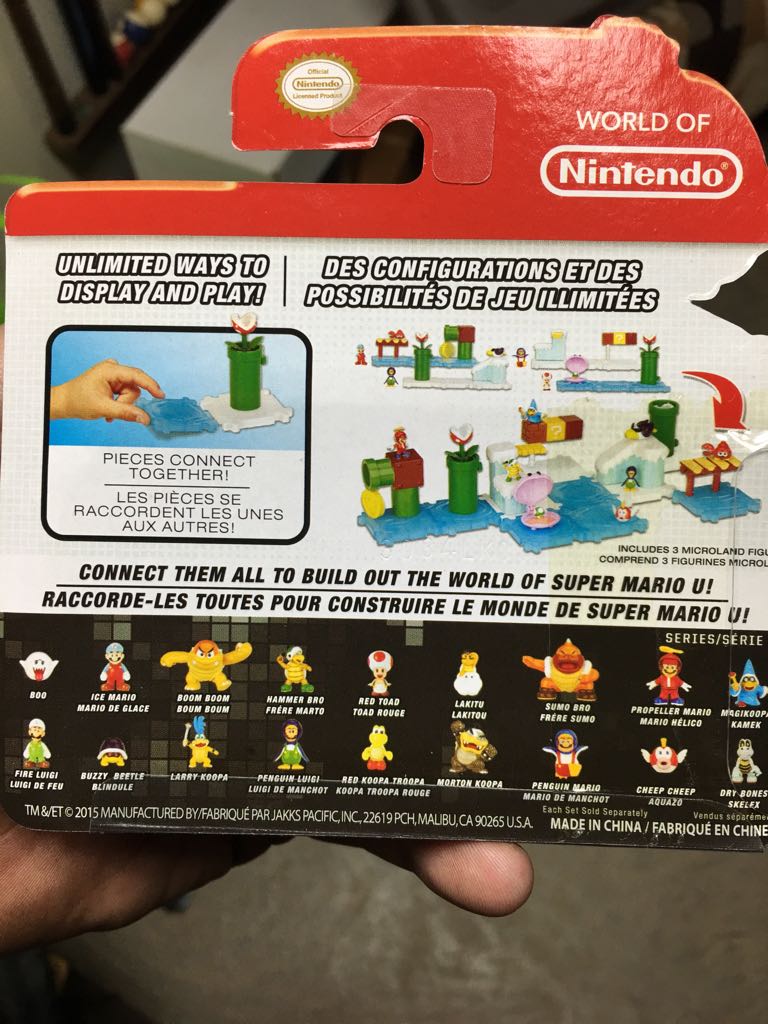 Official
Nintendo
Licensed Product
WORLD OF
Nintendo
UNLIMITED WAYS TO
DISPLAY AND PLAY!
DES CONFIGURATIONS ET DES
POSSIBILITÉS DE JEU ILLIMITÉES
PIECES CONNECT
TOGETHER!
LES PIÈCES SE
RACCORDENT LES UNES
AUX AUTRES!
INCLUDES 3 MICROLAND FIGU
COMPREND 3 FIGURINES MICROL
CONNECT THEM ALL TO BUILD OUT THE WORLD OF SUPER MARIO U!
RACCORDE-LES TOUTES POUR CONSTRUIRE LE MONDE DE SUPER MARIO U!
SERIES/SÉRIE
BOO
ICE MARIO
MARIO DE GLACE
BOOM BOOM
BOUM BOUM
HAMMER BRO
FRÈRE MARTO
RED TOAD
TOAD ROUGE
LAKITU
LAKITOU
SUMO BRO
FRÈRE SUMO
PROPELLER MARIO
MARIO HÉLICO
MAGIKOOPA
KAMEK
FIRE LUIGI
LUIGI DE FEU
BUZZY BEETLE
BLINDULE
LARRY KOOPA
PENGUIN LUIGI
LUIGI DE MANCHOT
RED KOOPA TROOPA
KOOPA TROOPA ROUGE
MORTON KOOPA
PENGUIN MARIO
MARIO DE MANCHOT
CHEEP CHEEP
AQUAZO
DRY BONES
SKELEX
Each Set Sold Separately
Vendus séparémen
TM &/ET © 2015 MANUFACTURED BY/FABRIQUÉ PAR JAKKS PACIFIC, INC., 22619 PCH, MALIBU, CA 90265 U.S.A.
MADE IN CHINA / FABRIQUÉ EN CHINE